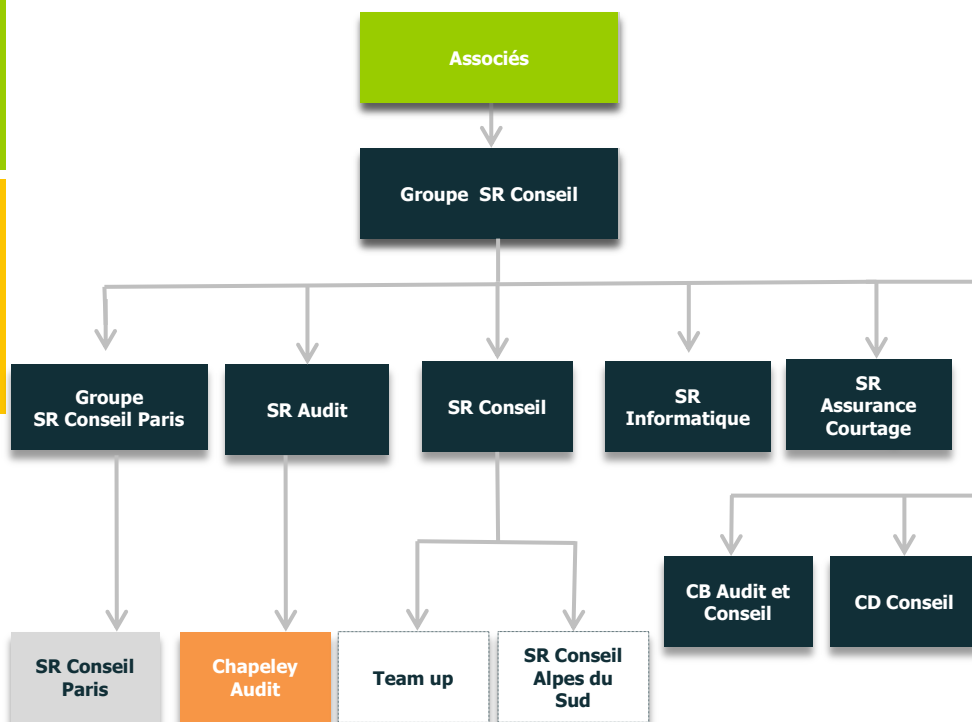 Associés
Groupe SR Conseil
Groupe
SR Conseil Paris
SR Audit
SR Conseil
SR
Informatique
SR
Assurance
Courtage
CB Audit et
Conseil
CD Conseil
SR Conseil
Paris
Chapeley
Audit
Team up
SR Conseil
Alpes du
Sud